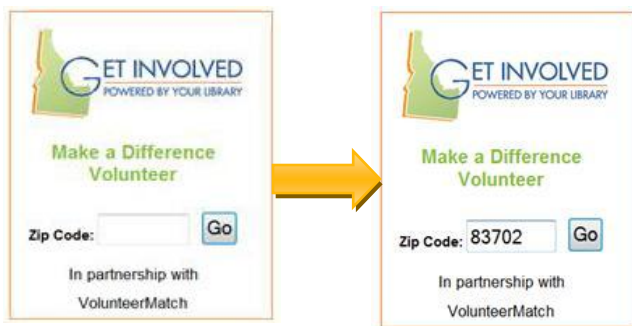 GET INVOLVED
POWERED BY YOUR LIBRARY
Make a Difference
Volunteer
Zip Code: Go
In partnership with
VolunteerMatch
GET INVOLVED
POWERED BY YOUR LIBRARY
Make a Difference
Volunteer
Zip Code: 83702 Go
In partnership with
VolunteerMatch